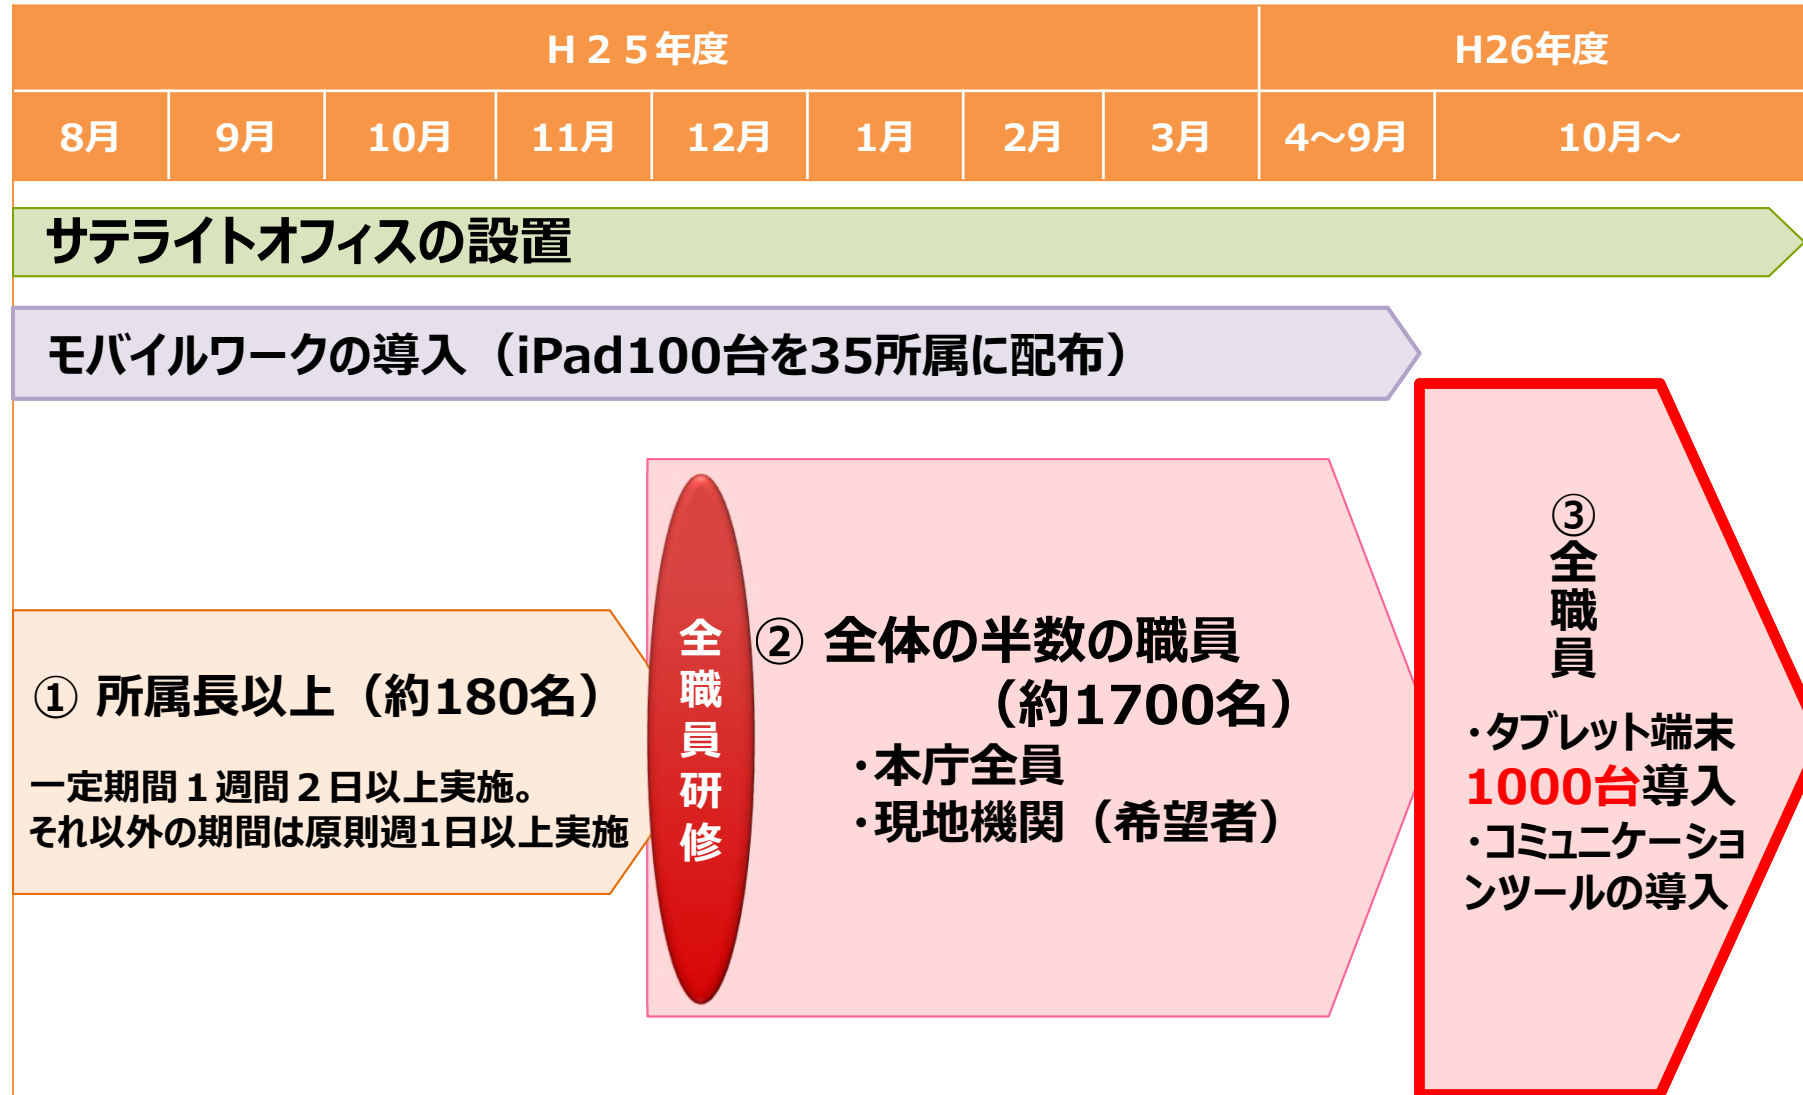 H２５年度
H26年度
8月
9月
10月
11月
12月
1月
2月
3月
4～9月
10月～
サテライトオフィスの設置
モバイルワークの導入（iPad100台を35所属に配布）
① 所属長以上（約180名）
一定期間１週間２日以上実施。
それ以外の期間は原則週1日以上実施
全職員研修
② 全体の半数の職員
（約1700名）
・本庁全員
・現地機関（希望者）
③全職員
・タブレット端末
1000台導入
・コミュニケーショ
ンツールの導入